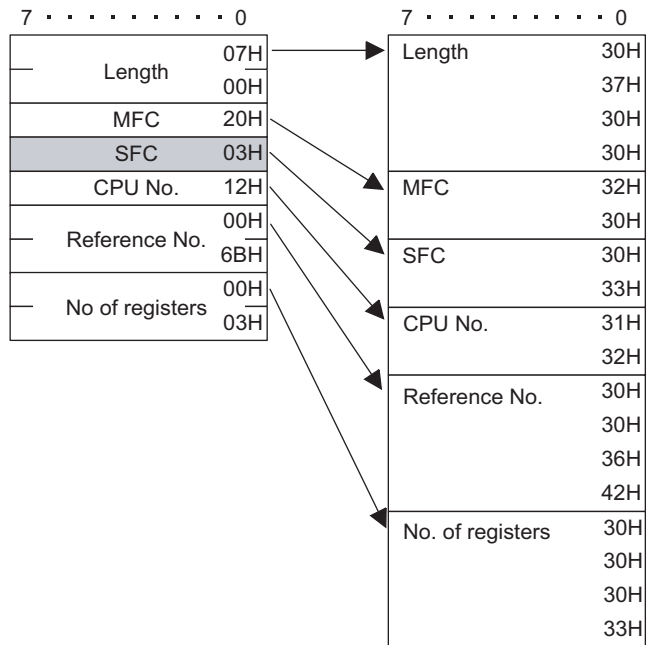 7 · · · · · · · · · 0
07H
Length
00H
MFC 20H
SFC 03H
CPU No. 12H
00H
Reference No.
6BH
00H
No of registers
03H
7 · · · · · · · · · 0
Length 30H
37H
30H
30H
MFC 32H
30H
SFC 30H
33H
CPU No. 31H
32H
Reference No. 30H
30H
36H
42H
No. of registers 30H
30H
30H
33H